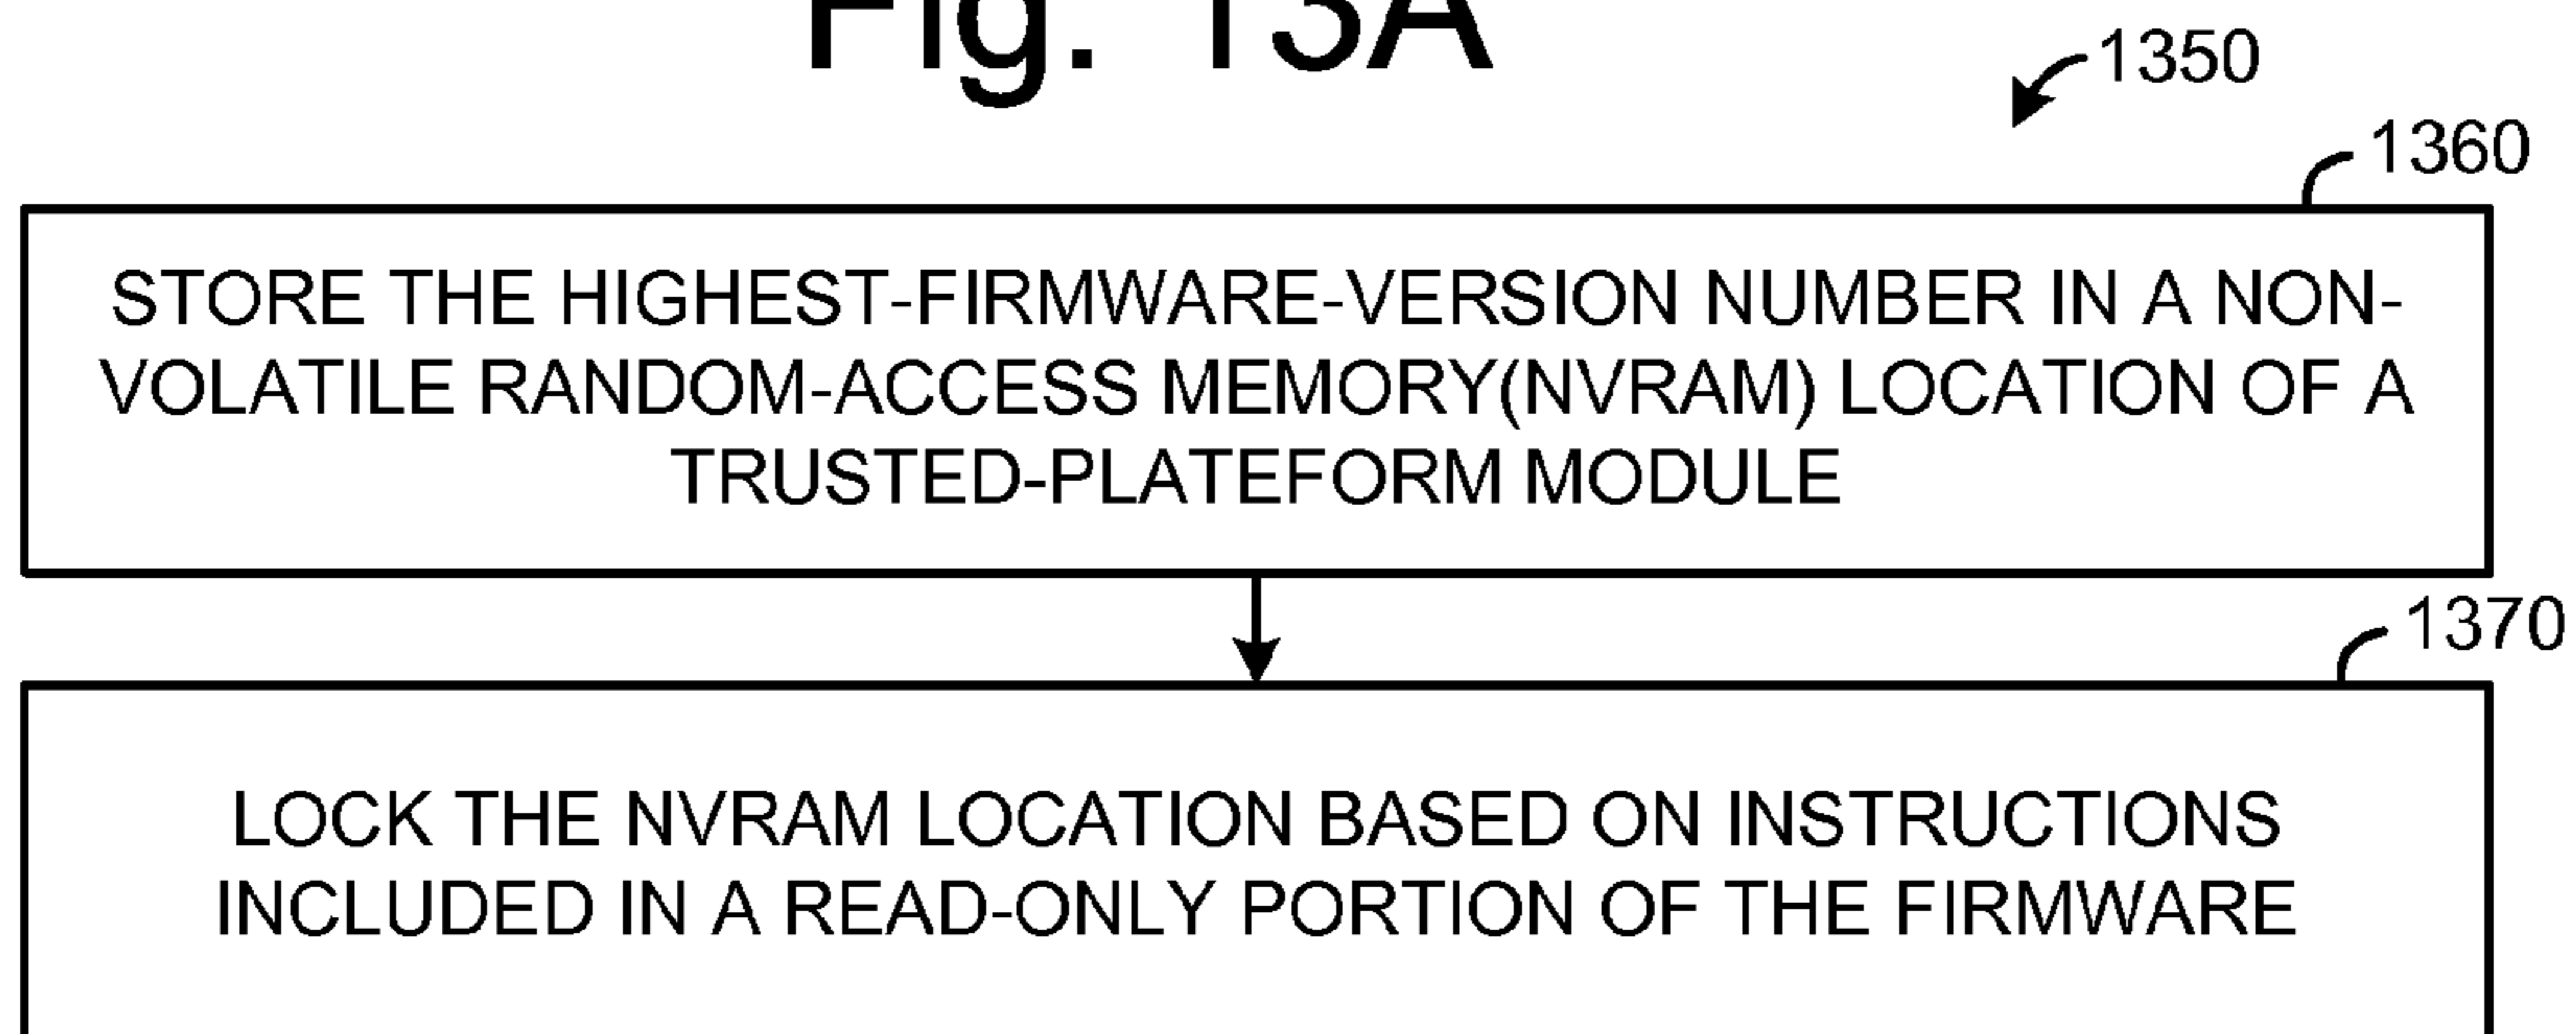 Fig. 13A
1350
1360
STORE THE HIGHEST-FIRMWARE-VERSION NUMBER IN A NON-
VOLATILE RANDOM-ACCESS MEMORY(NVRAM) LOCATION OF A
TRUSTED-PLATEFORM MODULE
1370
LOCK THE NVRAM LOCATION BASED ON INSTRUCTIONS
INCLUDED IN A READ-ONLY PORTION OF THE FIRMWARE